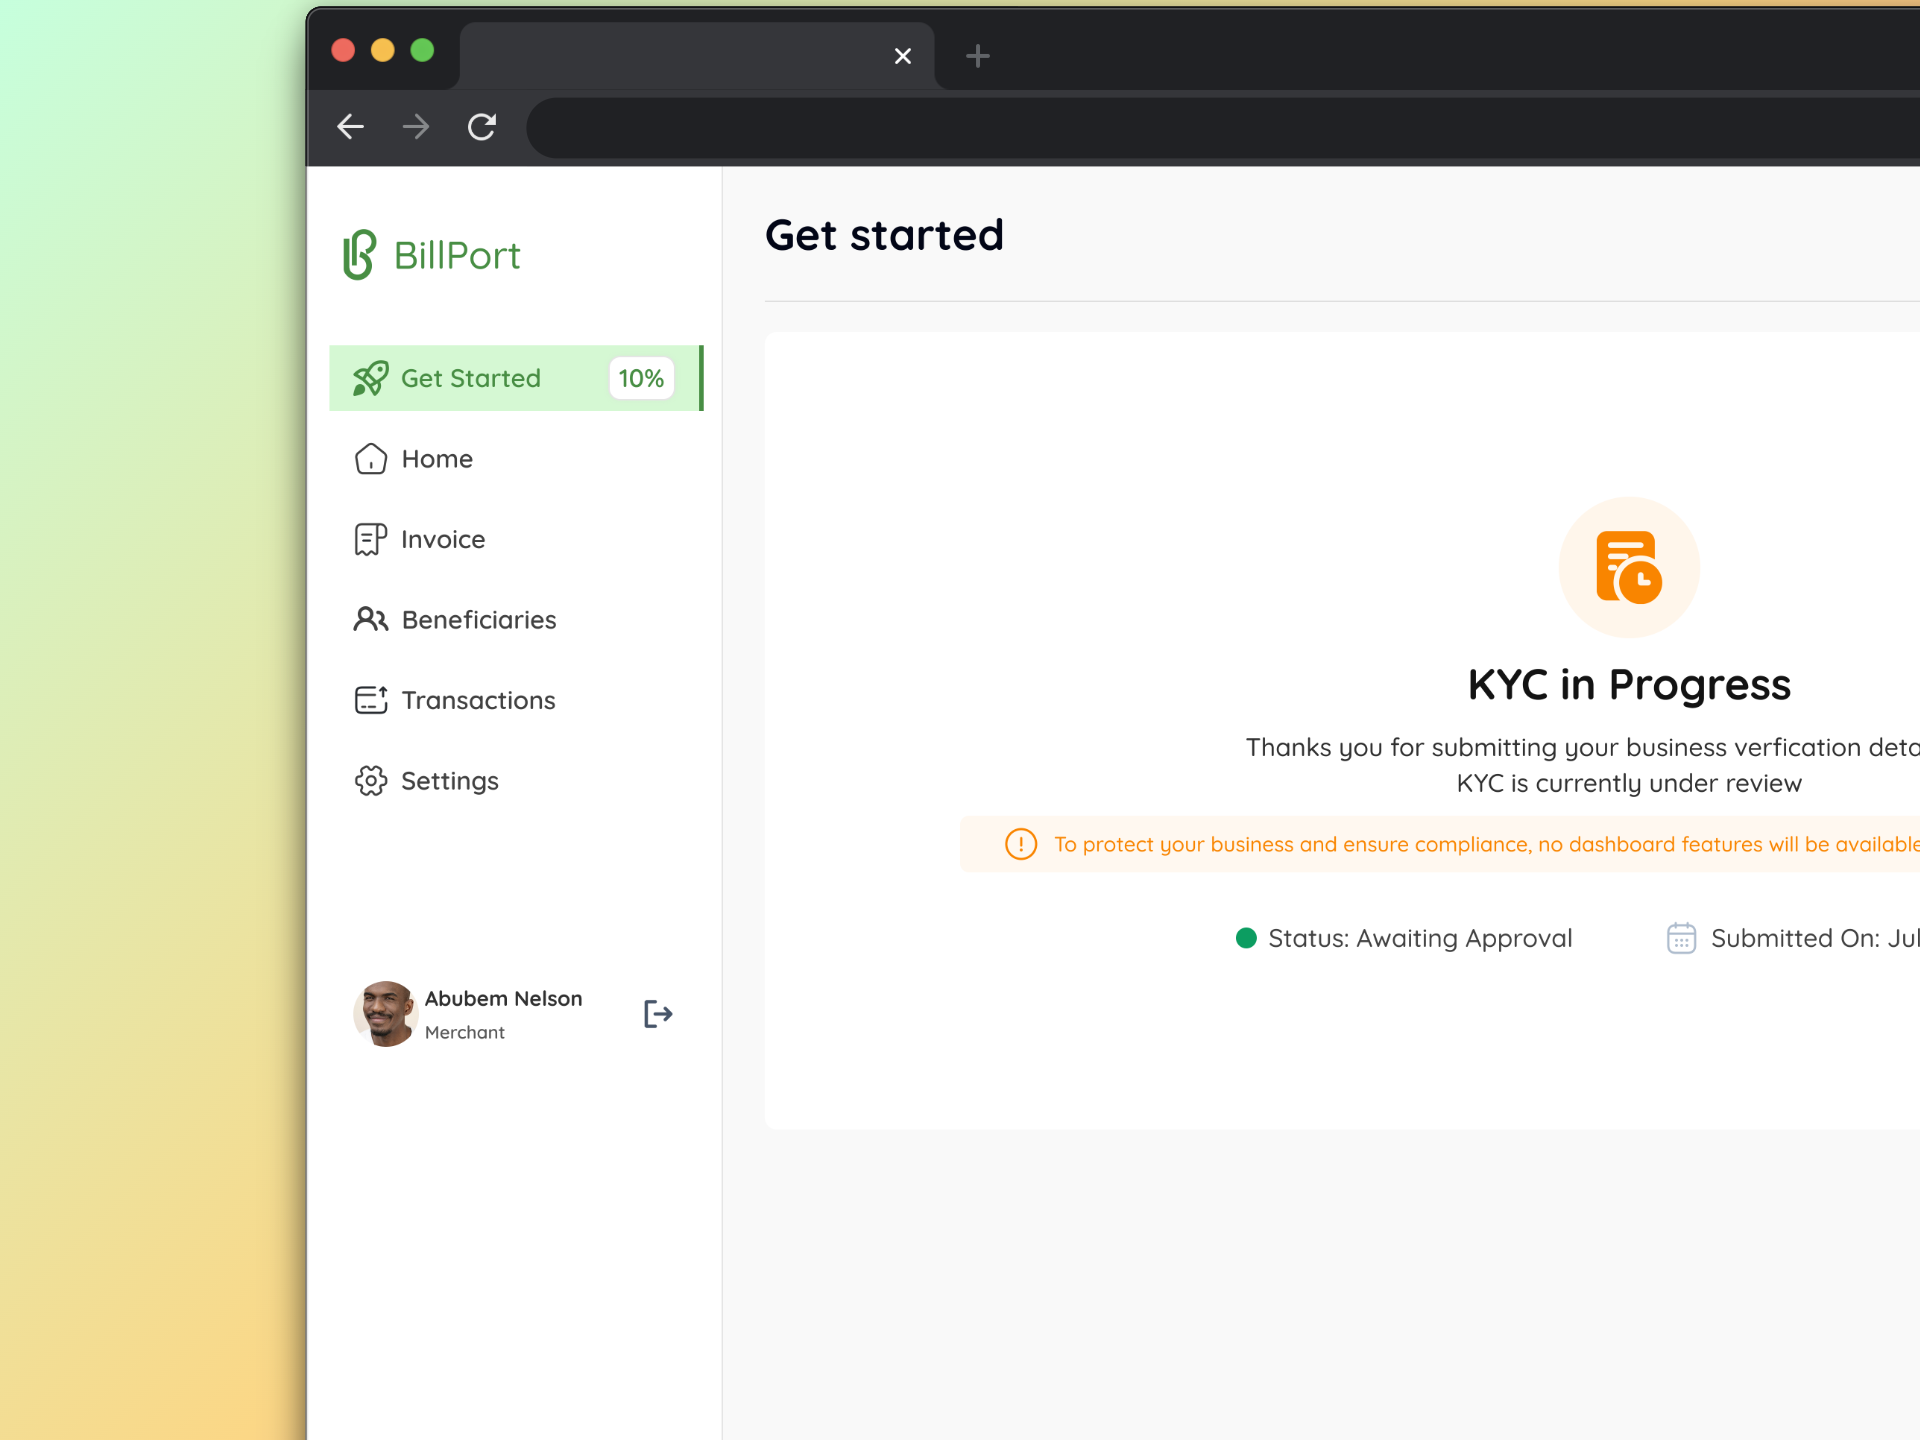 BillPort
Get Started 10%
Home
Invoice
Beneficiaries
Transactions
Settings
Abubem Nelson
Merchant
Get started
KYC in Progress
Thanks you for submitting your business verfication
KYC is currently under review
To protect your business and ensure compliance, no dashboard features will be available
Status: Awaiting Approval
Submitted On: Jul